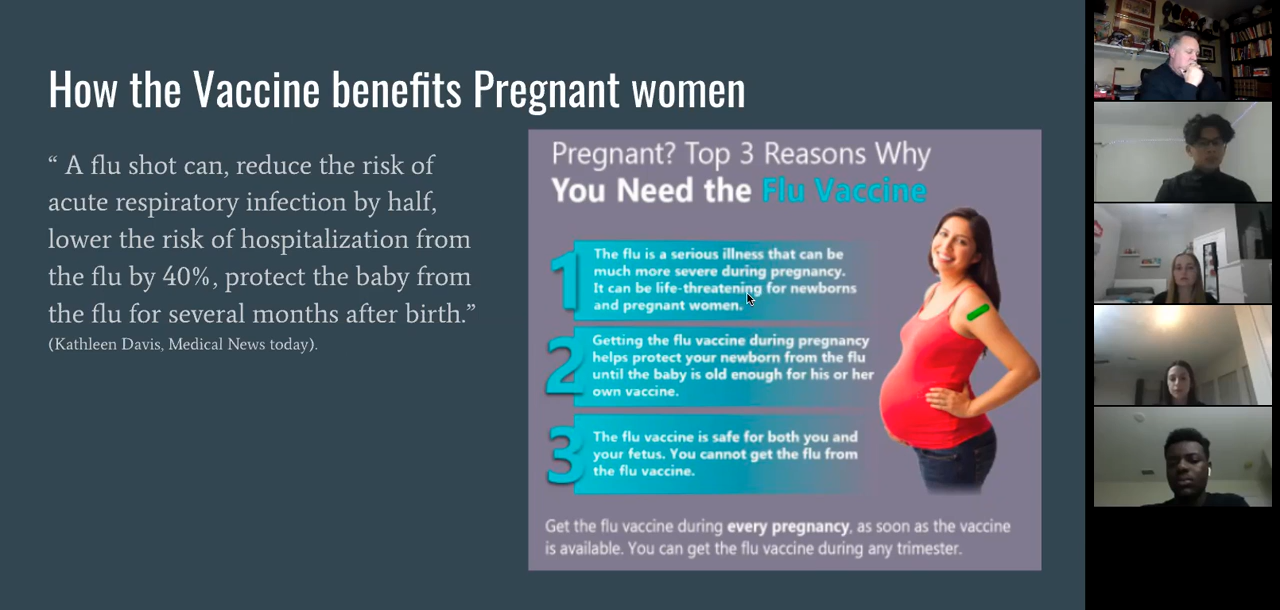 How the Vaccine benefits Pregnant women
“ A flu shot can, reduce the risk of
acute respiratory infection by half,
lower the risk of hospitalization from
the flu by 40%, protect the baby from
the flu for several months after birth.”
(Kathleen Davis, Medical News today).
Pregnant? Top 3 Reasons Why
You Need the Flu Vaccine
1
The flu is a serious illness that can be
much more severe during pregnancy.
It can be life-threatening for newborns
and pregnant women.
2
Getting the flu vaccine during pregnancy
helps protect your newborn from the flu
until the baby is old enough for his or her
own vaccine.
3
The flu vaccine is safe for both you and
your fetus. You cannot get the flu from
the flu vaccine.
Get the flu vaccine during every pregnancy, as soon as the vaccine
is available. You can get the flu vaccine during any trimester.